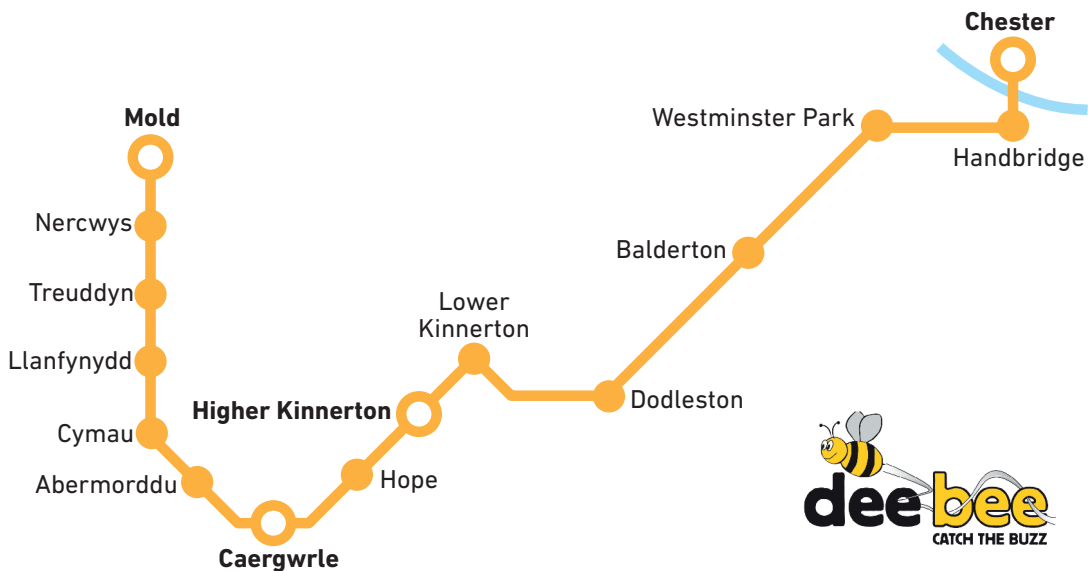 Chester
Westminster Park
Handbridge
Mold
Nercwys
Balderton
Treuddyn
Lower
Kinnerton
Llanfynydd
Higher Kinnerton
Dodleston
Cymau
Abermorddu
Hope
Caergwrle
deebee
CATCH THE BUZZ